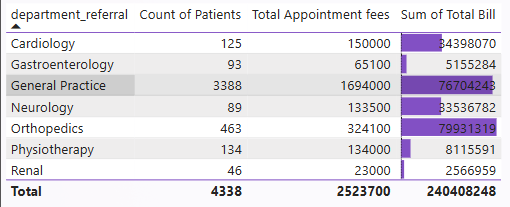 department_referral Count of Patients Total Appointment fees Sum of Total Bill
Cardiology 125 150000 34398070
Gastroenterology 93 65100 5155284
General Practice 3388 1694000 76704243
Neurology 89 133500 33536782
Orthopedics 463 324100 79931319
Physiotherapy 134 134000 8115591
Renal 46 23000 2566959
Total 4338 2523700 240408248